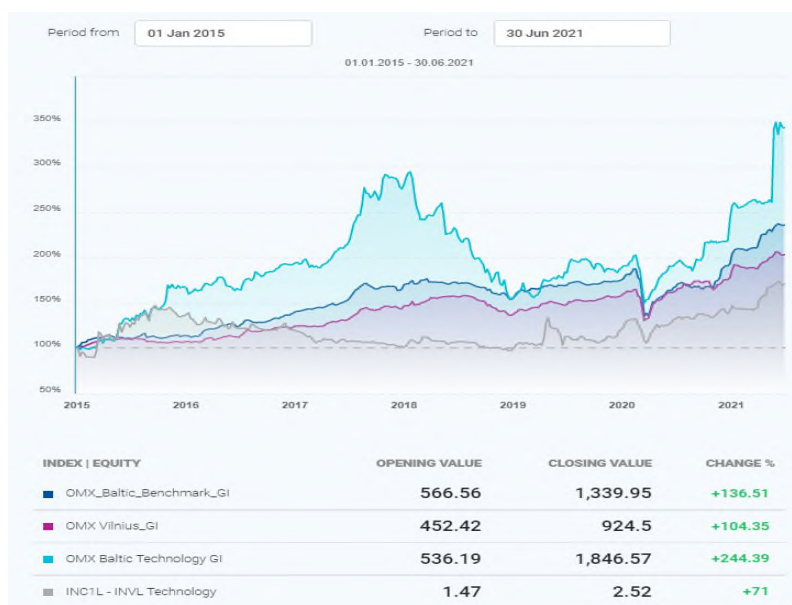 Period from 01 Jan 2015 Period to 30 Jun 2021
01.01.2015 - 30.06.2021
350%
300%
250%
200%
150%
100%
50%
2015 2016 2017 2018 2019 2020 2021
INDEX | EQUITY OPENING VALUE CLOSING VALUE CHANGE %
OMX_Baltic_Benchmark_GI 566.56 1,339.95 +136.51
OMX Vilnius_GI 452.42 924.5 +104.35
OMX Baltic Technology GI 536.19 1,846.57 +244.39
INC1L - INVL Technology 1.47 2.52 +71